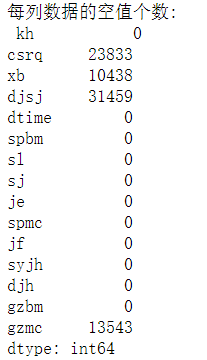 每列数据的空值个数:
kh 0
csrq 23833
xb 10438
djsj 31459
dtime 0
spbm 0
sl 0
sj 0
je 0
spmc 0
jf 0
syjh 0
djh 0
gzbm 0
gzmc 13543
dtype: int64